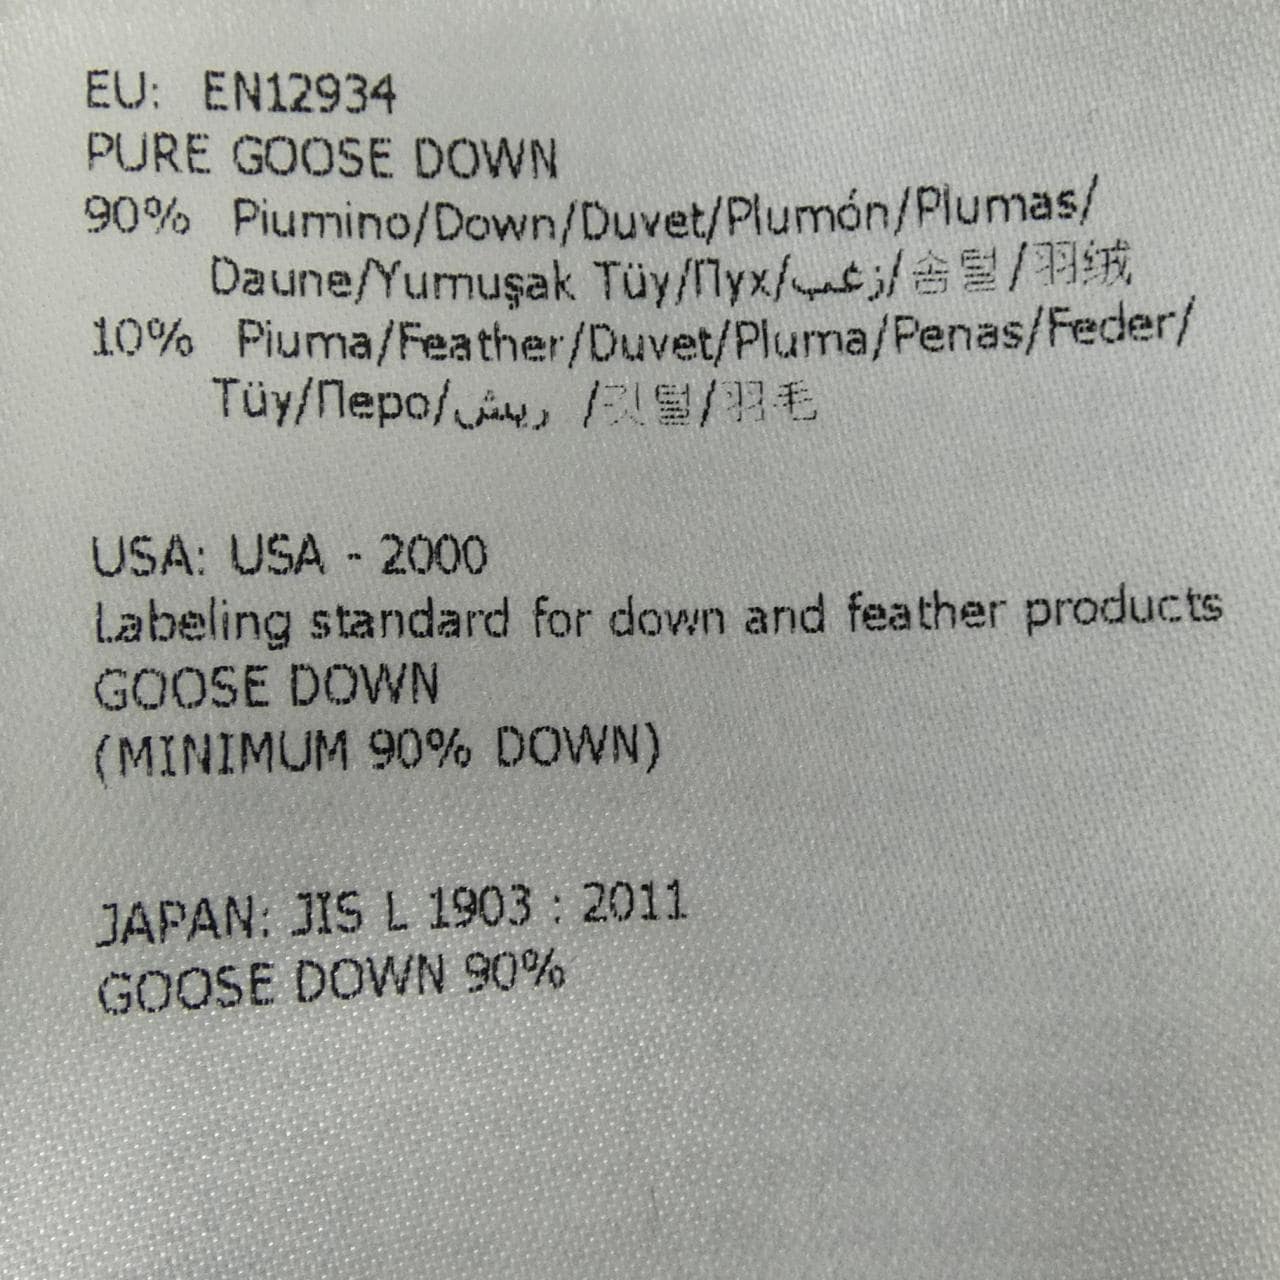 EU: EN12934
PURE GOOSE DOWN
90% Piumino/Down/Duvet/Plumón/Plumas/
Daune/Yumuşak Tüy/Пух/زغب/솜털/羽绒
10% Piuma/Feather/Duvet/Pluma/Penas/Feder/
Tüy/Перо/ريش /깃털/羽毛
USA: USA - 2000
Labeling standard for down and feather products
GOOSE DOWN
(MINIMUM 90% DOWN)
JAPAN: JIS L 1903 : 2011
GOOSE DOWN 90%